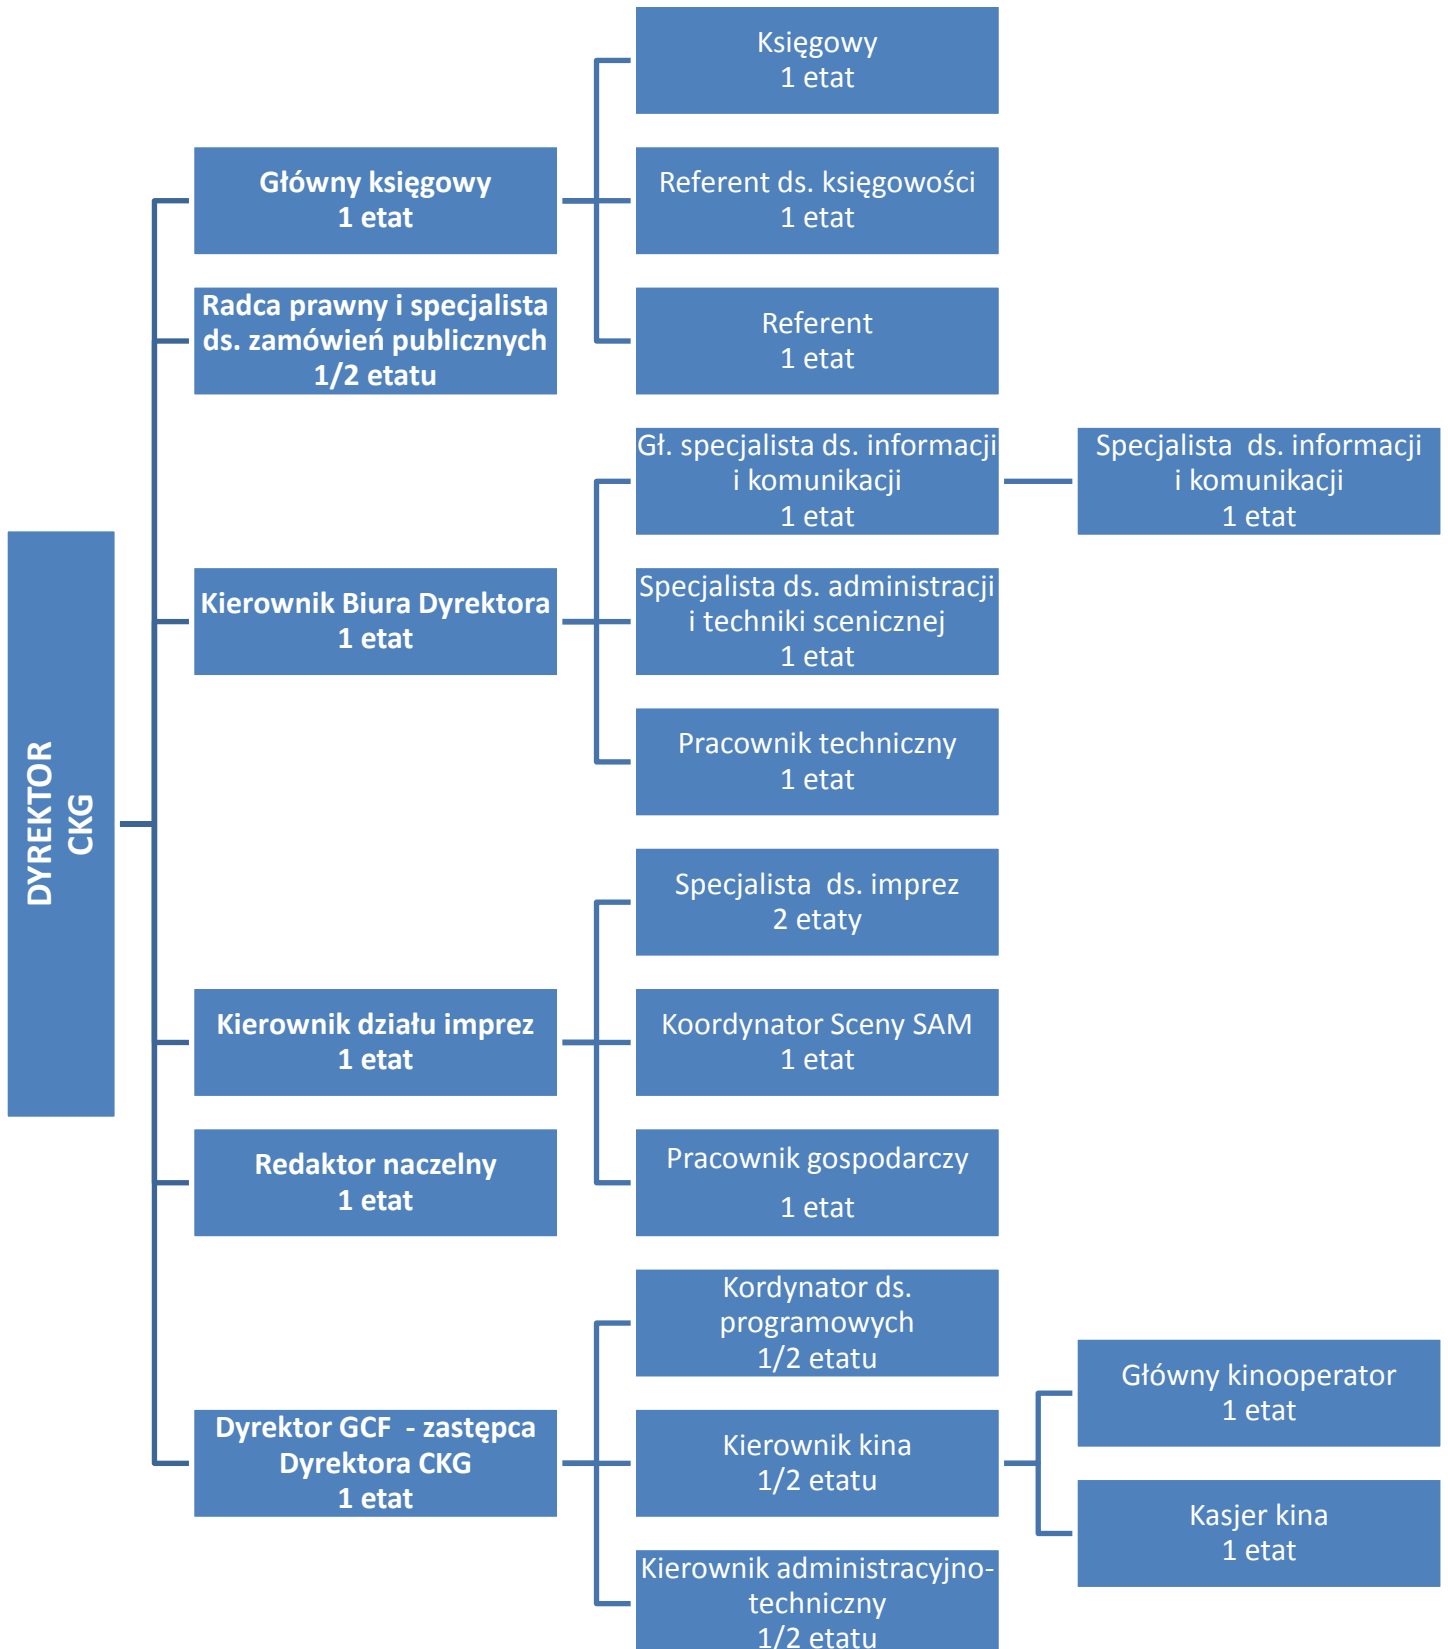 DYREKTOR
CKG
Główny księgowy
1 etat
Księgowy
1 etat
Referent ds. księgowości
1 etat
Referent
1 etat
Radca prawny i specjalista
ds. zamówień publicznych
1/2 etatu
Kierownik Biura Dyrektora
1 etat
Gł. specjalista ds. informacji
i komunikacji
1 etat
Specjalista ds. informacji
i komunikacji
1 etat
Specjalista ds. administracji
i techniki scenicznej
1 etat
Pracownik techniczny
1 etat
Kierownik działu imprez
1 etat
Specjalista ds. imprez
2 etaty
Koordynator Sceny SAM
1 etat
Pracownik gospodarczy
1 etat
Redaktor naczelny
1 etat
Dyrektor GCF - zastępca
Dyrektora CKG
1 etat
Kordynator ds.
programowych
1/2 etatu
Kierownik kina
1/2 etatu
Główny kinooperator
1 etat
Kasjer kina
1 etat
Kierownik administracyjno-
techniczny
1/2 etatu